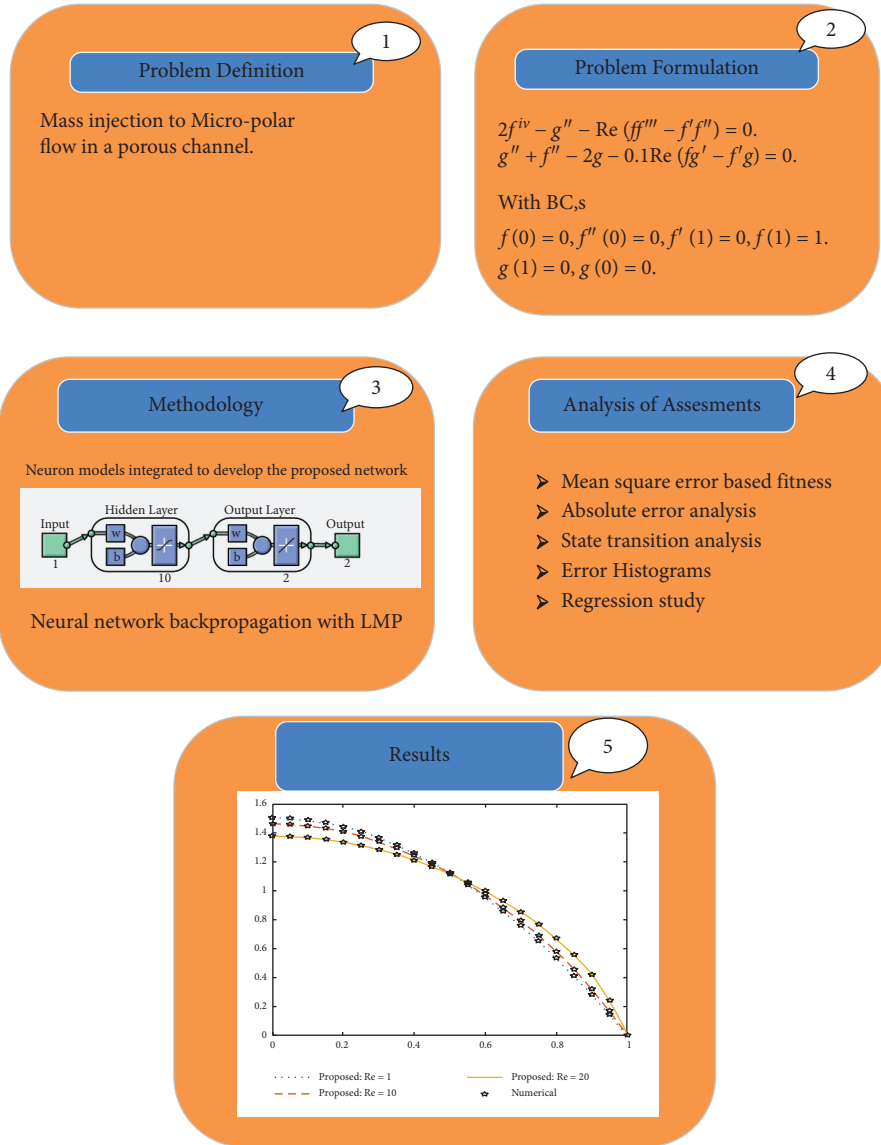 1
Problem Definition
Mass injection to Micro-polar
flow in a porous channel.
2
Problem Formulation
2f^{iv} – g″ – Re (ff‴ – f′f″) = 0.
g″ + f″ – 2g – 0.1Re (fg′ – f′g) = 0.
With BC,s
f (0) = 0, f″ (0) = 0, f′ (1) = 0, f (1) = 1.
g (1) = 0, g (0) = 0.
3
Methodology
Neuron models integrated to develop the proposed network
Hidden Layer Output Layer
Input Output
w w
b b
1 10 2 2
Neural network backpropagation with LMP
4
Analysis of Assesments
➢ Mean square error based fitness
➢ Absolute error analysis
➢ State transition analysis
➢ Error Histograms
➢ Regression study
5
Results
1.6
1.4
1.2
1
0.8
0.6
0.4
0.2
0
0 0.2 0.4 0.6 0.8 1
Proposed: Re = 1 Proposed: Re = 20
Proposed: Re = 10 Numerical